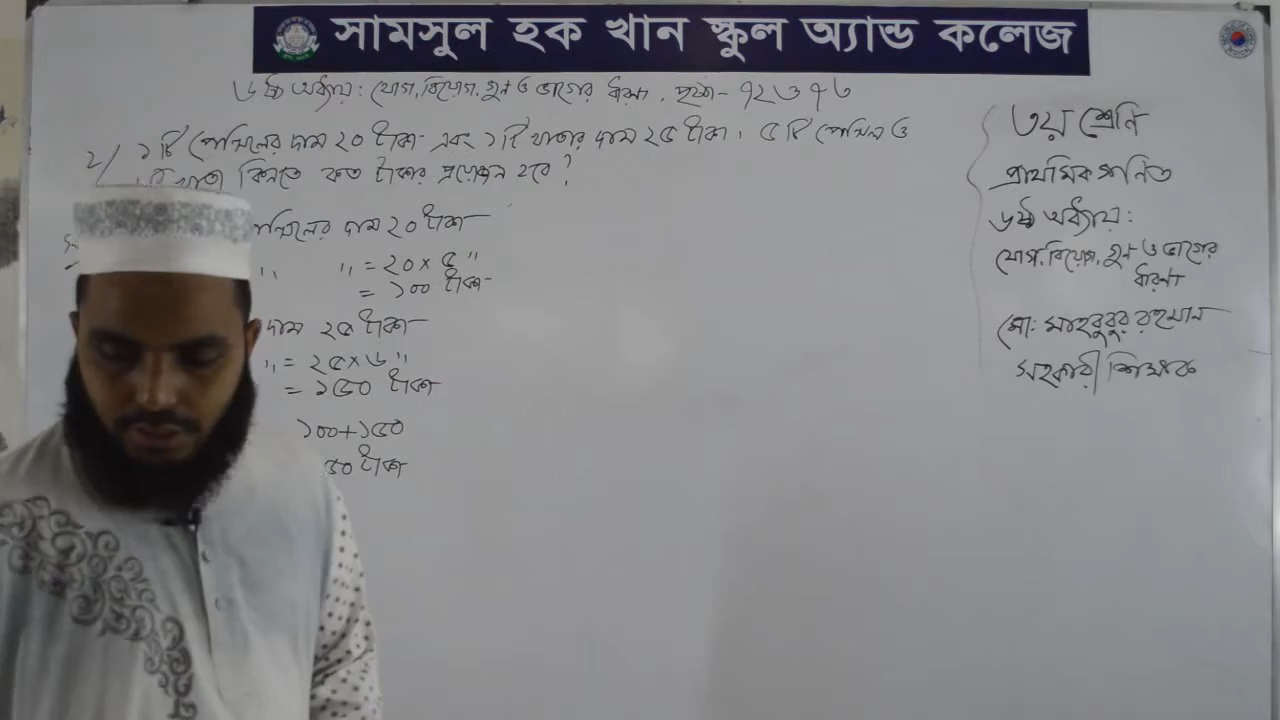 সামসুল হক খান স্কুল অ্যান্ড কলেজ
৬ষ্ঠ অধ্যায়: যোগ, বিয়োগ, গুণ ও ভাগের ধারণা, পৃষ্ঠা- ৭২ ও ৭৩
২/ ১টি পেন্সিলের দাম ২০ টাকা এবং ১টি খাতার দাম ২৫ টাকা। ৫টি পেন্সিল ও
খাতা কিনতে কত টাকার প্রয়োজন হবে?
ন্সিলের দাম ২০ টাকা
" " = ২০ × ৫ "
= ১০০ টাকা
দাম ২৫ টাকা
" = ২৫ × ৬ "
= ১৫০ টাকা
১০০+১৫০
৫০ টাকা
৩য় শ্রেণি
প্রাথমিক গনিত
৬ষ্ঠ অধ্যায়:
যোগ, বিয়োগ, গুণ ও ভাগের
ধারণা
মো: মাহবুবুর রহমান
সহকারী শিক্ষক